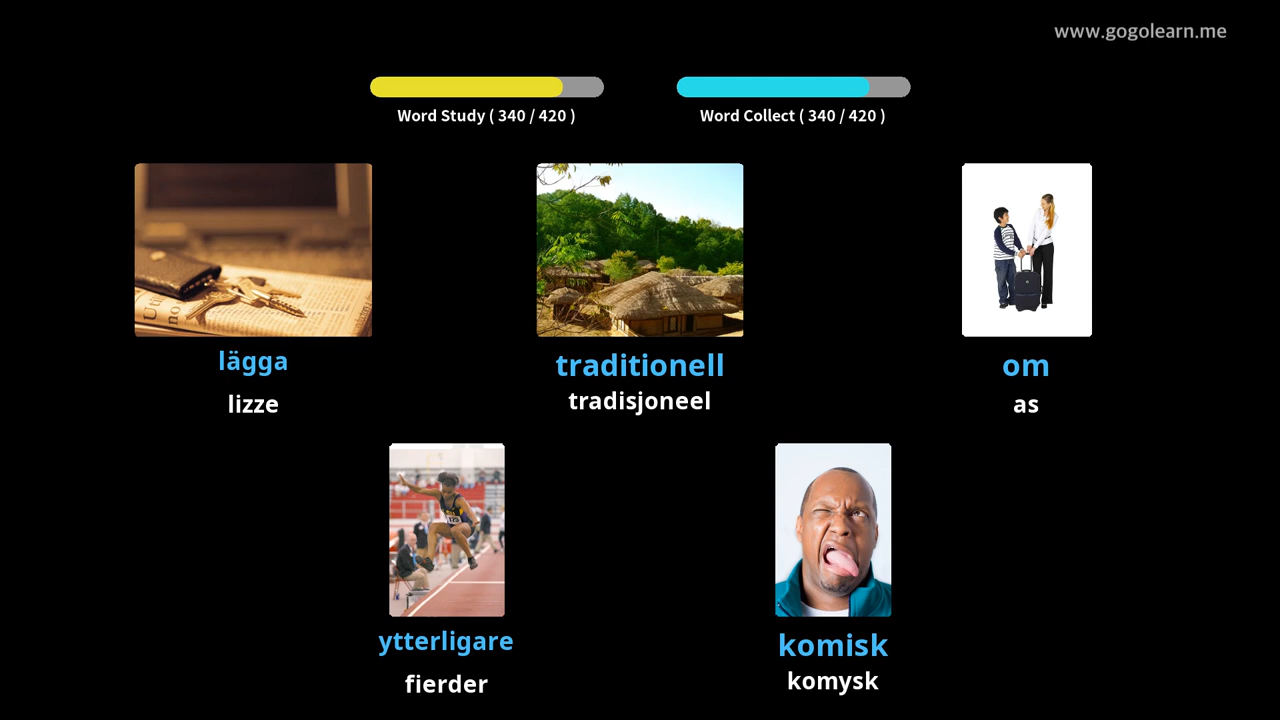 www.gogolearn.me
Word Study ( 340 / 420 )
Word Collect ( 340 / 420 )
lägga
lizze
traditionell
tradisjoneel
om
as
ytterligare
fierder
komisk
komysk